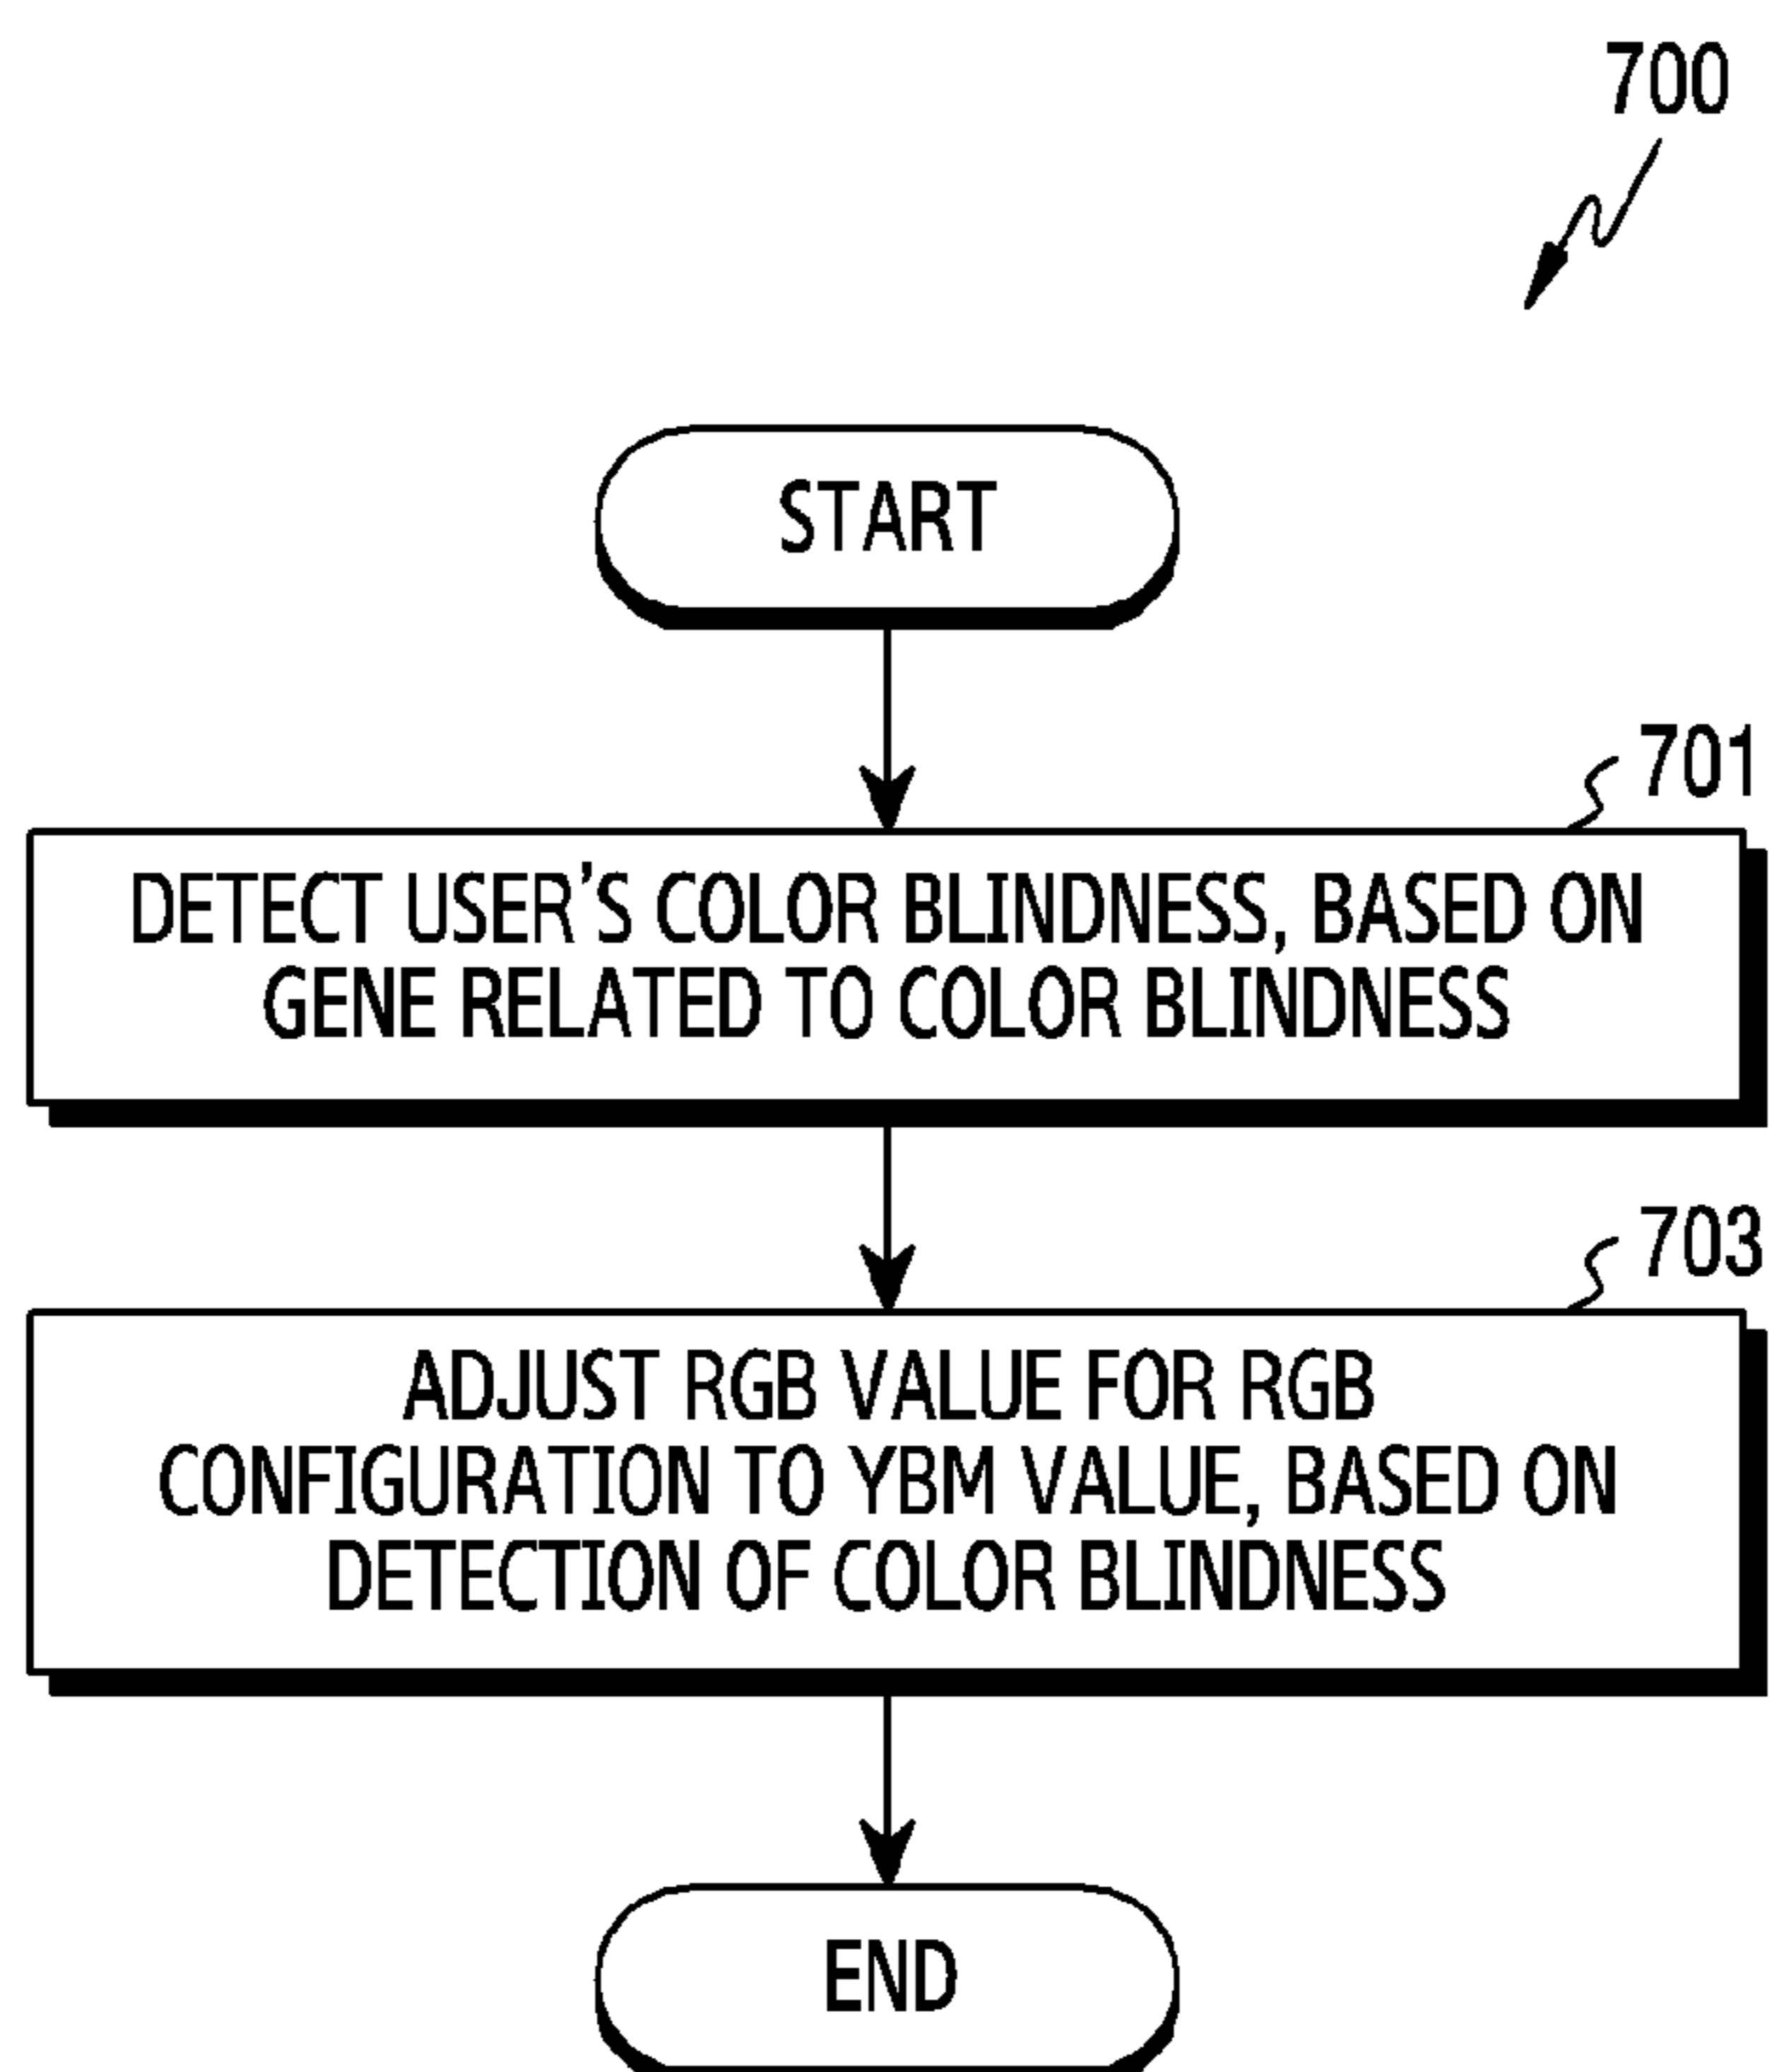 700
START
701
DETECT USER'S COLOR BLINDNESS, BASED ON
GENE RELATED TO COLOR BLINDNESS
703
ADJUST RGB VALUE FOR RGB
CONFIGURATION TO YBM VALUE, BASED ON
DETECTION OF COLOR BLINDNESS
END